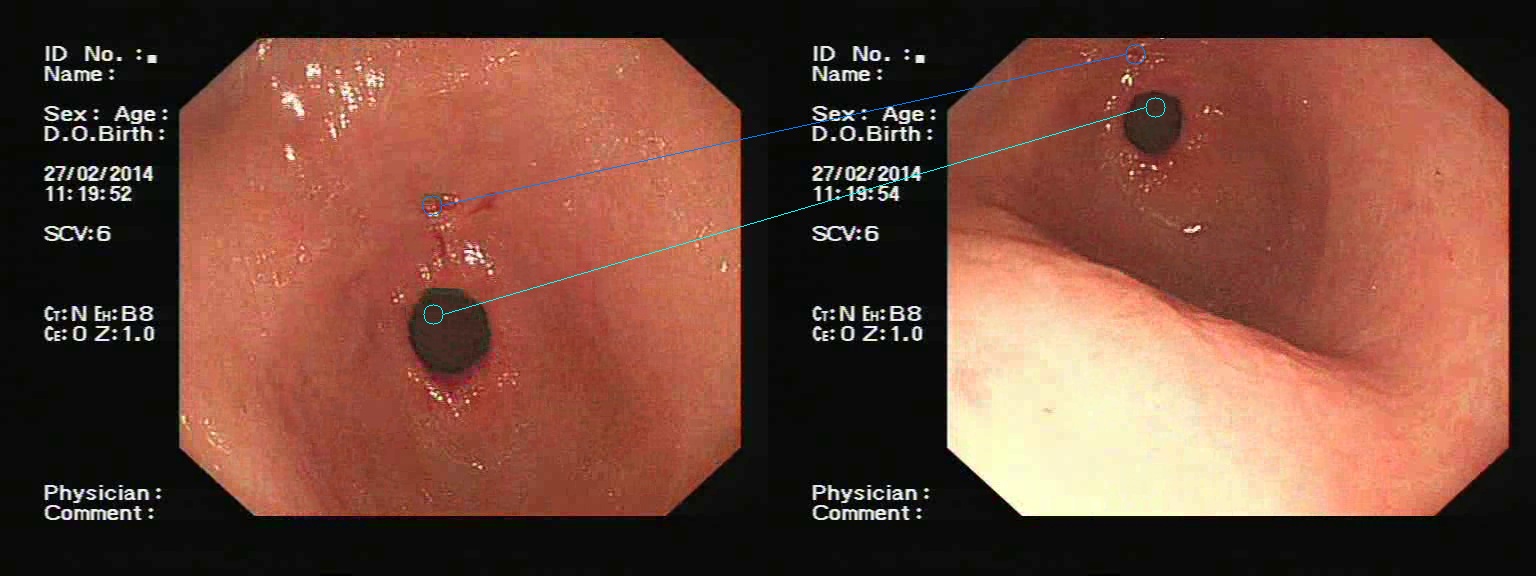 ID No. :
Name:
Sex: Age:
D.O.Birth:
27/02/2014
11:19:52
SCV:6
CT:N EH:B8
CE:0 Z:1.0
Physician:
Comment:
ID No. :
Name:
Sex: Age:
D.O.Birth:
27/02/2014
11:19:54
SCV:6
CT:N EH:B8
CE:0 Z:1.0
Physician:
Comment: